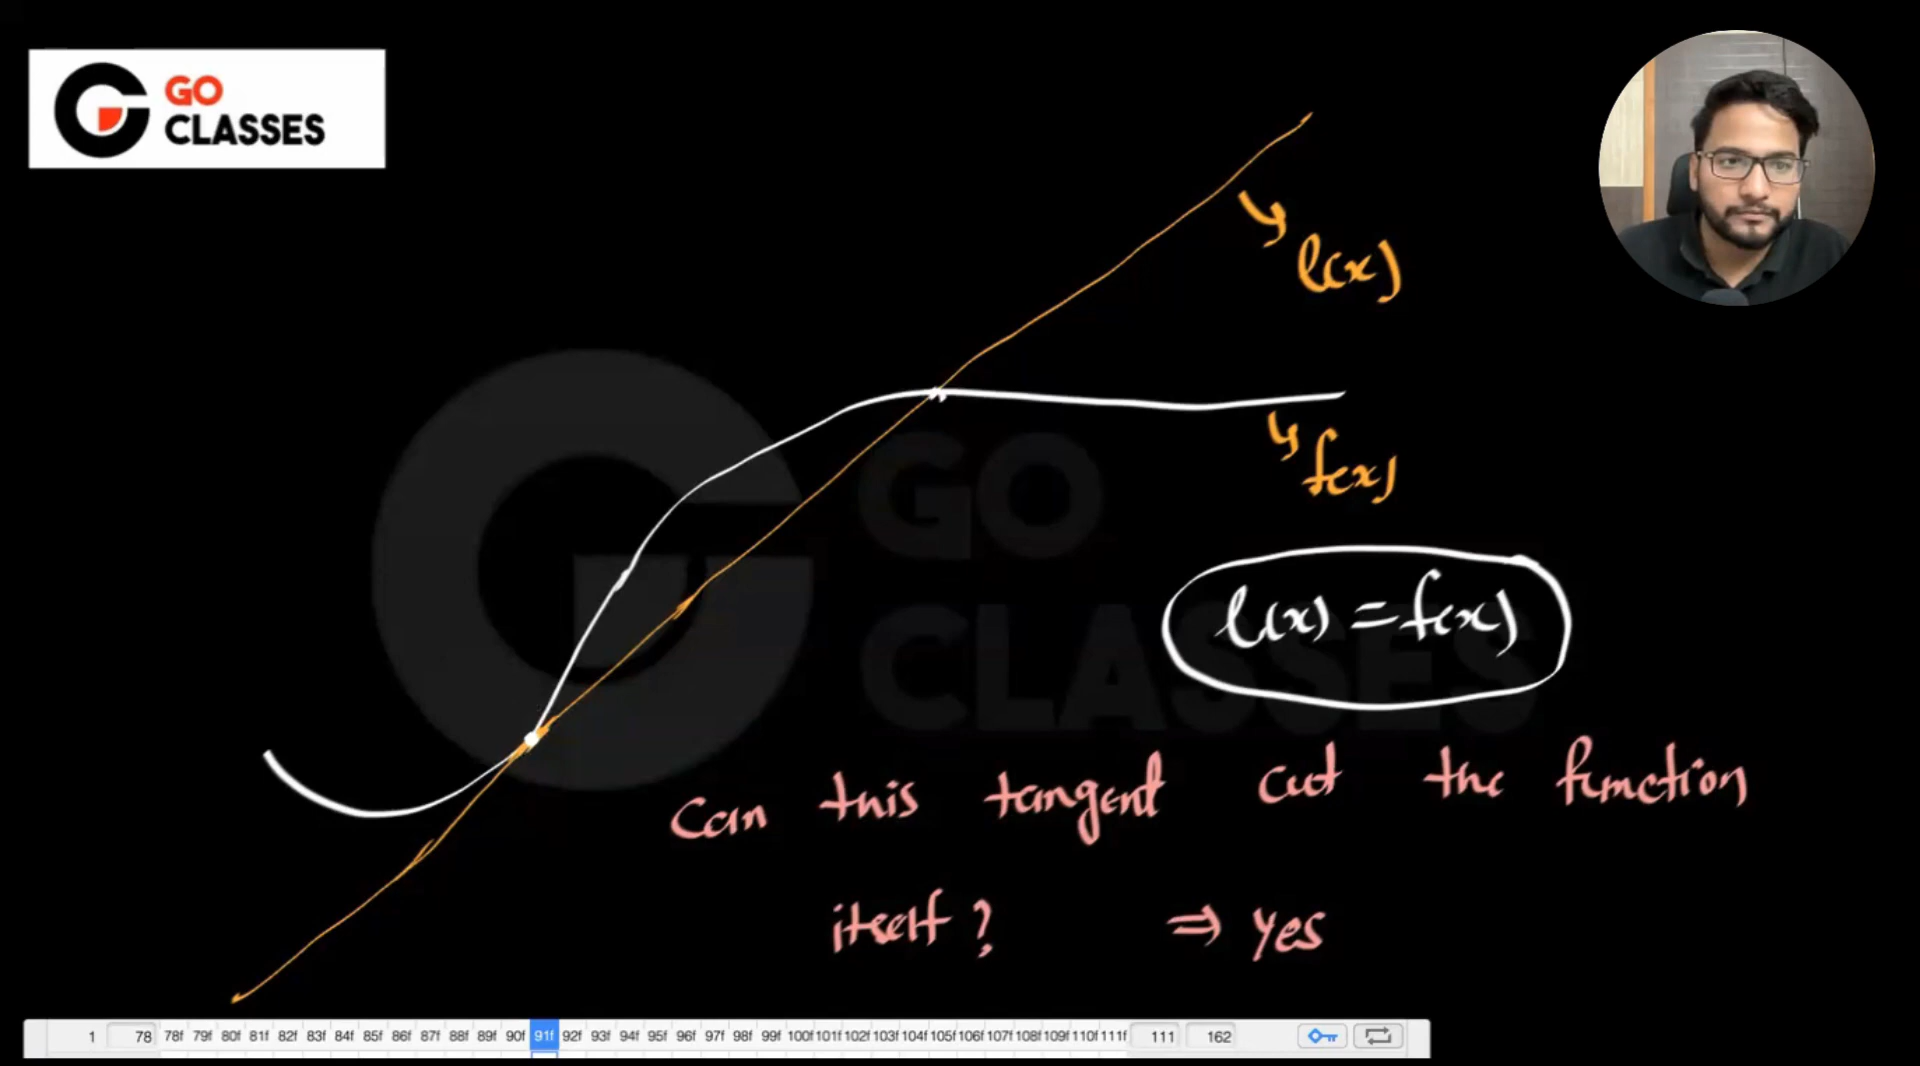 GO
CLASSES
l(x)
f(x)
GO
CLASSES
l(x) = f(x)
Can this tangent cut the function
itself? ⇒ yes
1 78 78f 79f 80f 81f 82f 83f 84f 85f 86f 87f 88f 89f 90f 91f 92f 93f 94f 95f 96f 97f 98f 99f 100f 101f 102f 103f 104f 105f 106f 107f 108f 109f 110f 111f 111 162